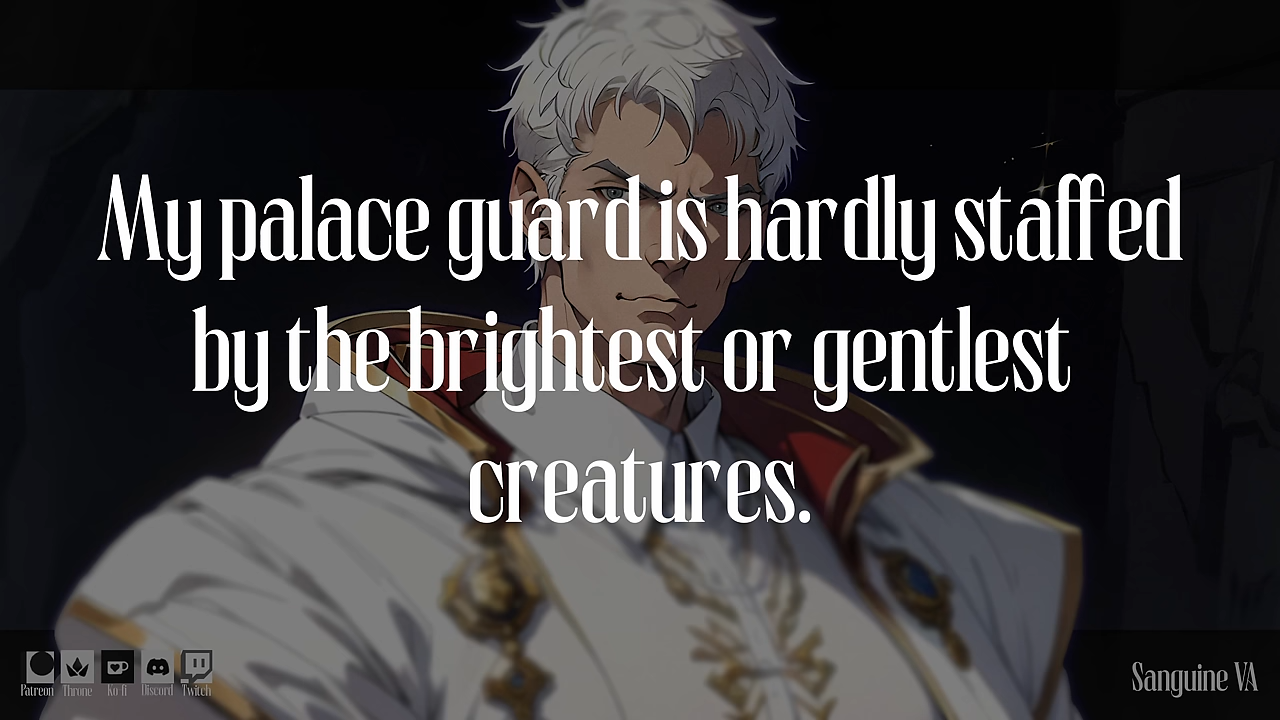 My palace guard is hardly staffed
by the brightest or gentlest
creatures.
Patreon Throne Ko-fi Discord Twitch
Sanguine VA